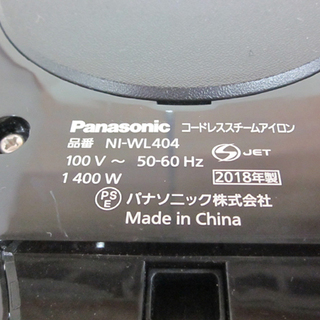 Panasonic コードレススチームアイロン
品番 NI-WL404
100 V ～ 50-60 Hz S JET
1 400 W 2018年製
PS E パナソニック株式会社
Made in China